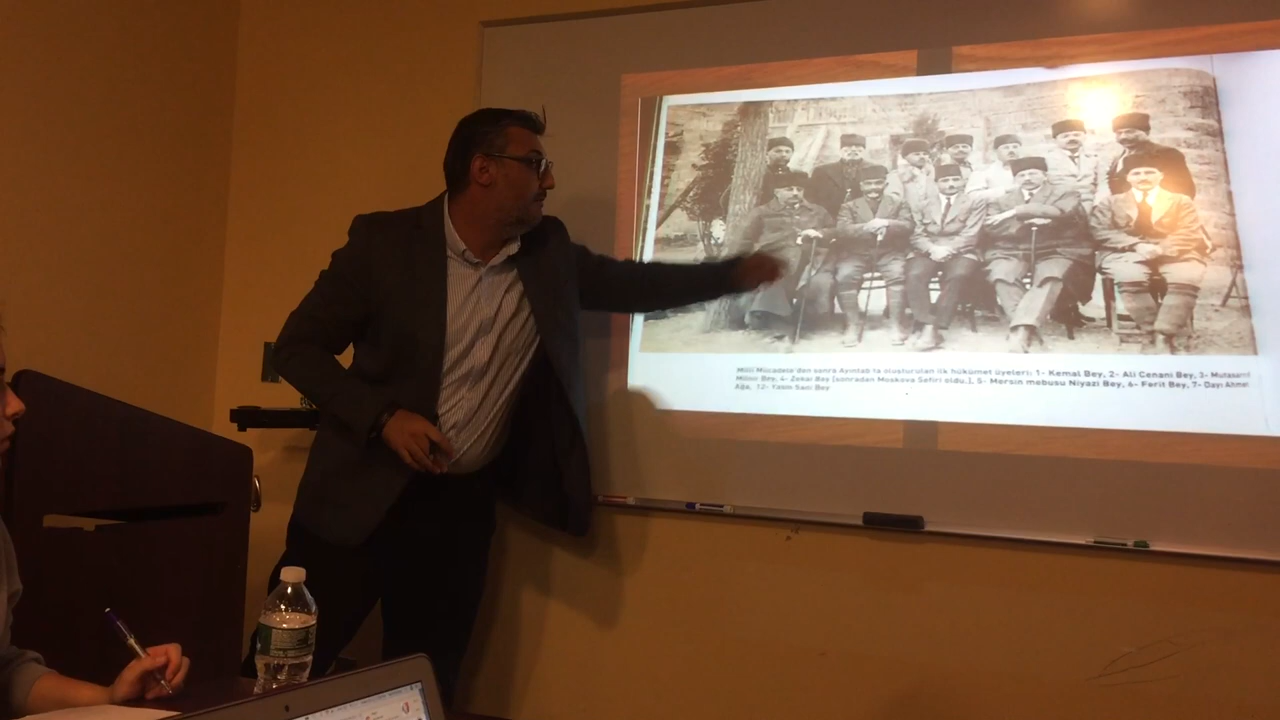 Milli Mücadele'den sonra Ayıntab'ta oluşturulan ilk hükümet üyeleri: 1- Kemal Bey, 2- Ali Cenani Bey, 3- Mutasarrıf
Bey, 4- Zekai Bey (sonradan Moskova Sefiri oldu.), 5- Mersin mebusu Niyazi Bey, 6- Ferit Bey, 7- Dayı Ahmet
Ağa, 12- Yasin Sani Bey